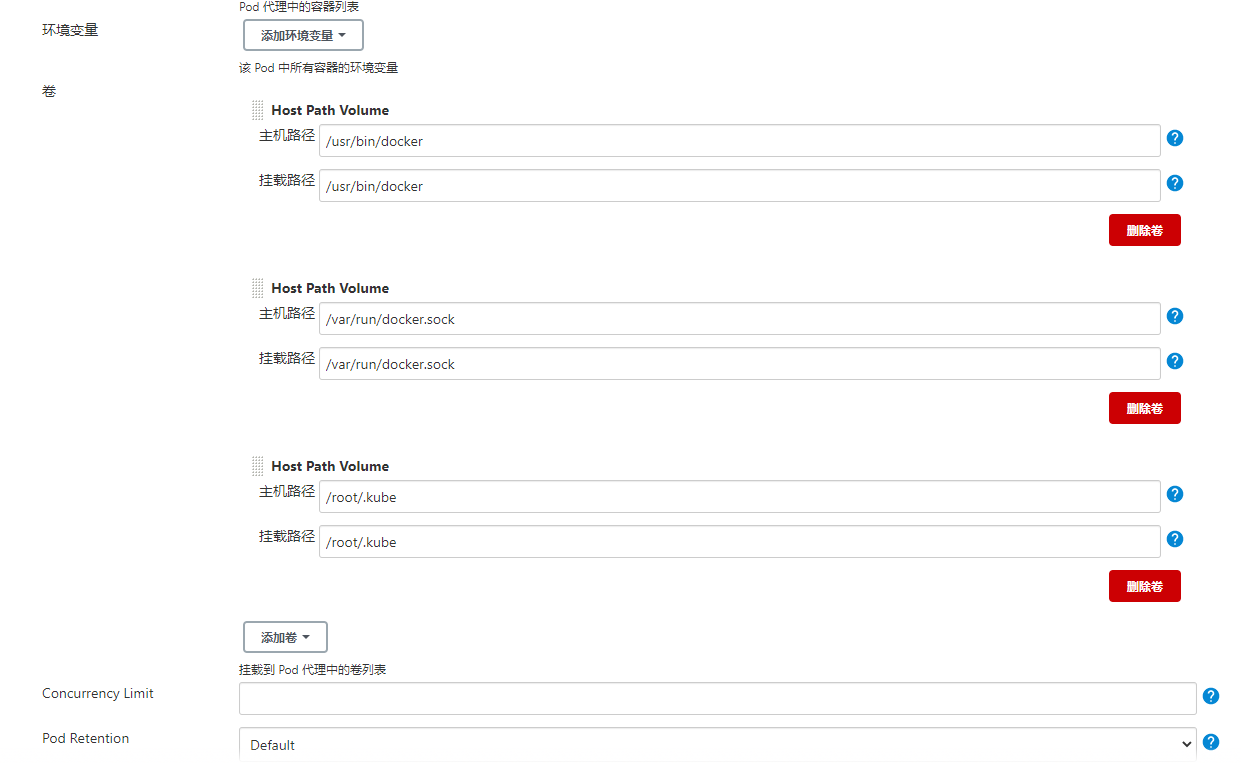 Pod 代理中的容器列表
环境变量
添加环境变量
该 Pod 中所有容器的环境变量
卷
Host Path Volume
主机路径 /usr/bin/docker
挂载路径 /usr/bin/docker
删除卷
Host Path Volume
主机路径 /var/run/docker.sock
挂载路径 /var/run/docker.sock
删除卷
Host Path Volume
主机路径 /root/.kube
挂载路径 /root/.kube
删除卷
添加卷
挂载到 Pod 代理中的卷列表
Concurrency Limit
Pod Retention Default